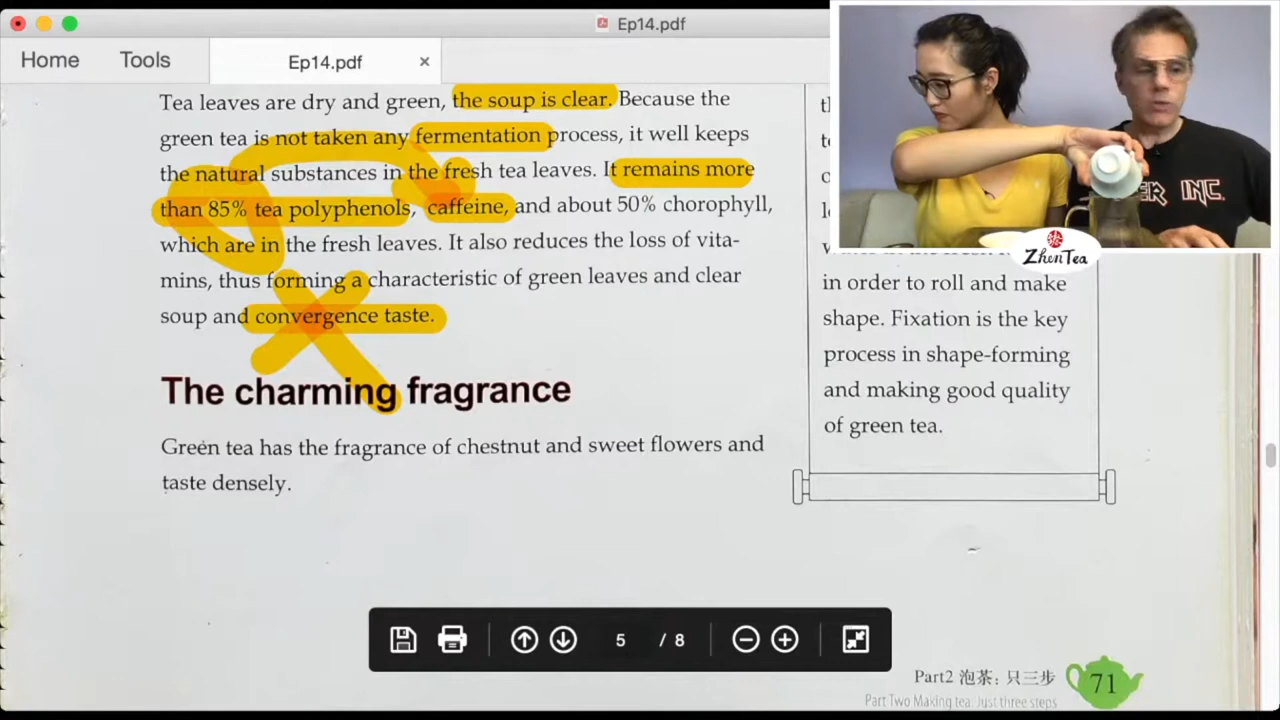 Ep14.pdf
Home
Tools
Ep14.pdf
×
Tea leaves are dry and green, the soup is clear. Because the
green tea is not taken any fermentation process, it well keeps
the natural substances in the fresh tea leaves. It remains more
than 85% tea polyphenols, caffeine, and about 50% chorophyll,
which are in the fresh leaves. It also reduces the loss of vita-
mins, thus forming a characteristic of green leaves and clear
soup and convergence taste.
The charming fragrance
Green tea has the fragrance of chestnut and sweet flowers and
taste densely.
in order to roll and make
shape. Fixation is the key
process in shape-forming
and making good quality
of green tea.
ER INC.
ZhenTea
5 / 8
Part2 泡茶：只三步
Part Two Making tea: Just three steps
71